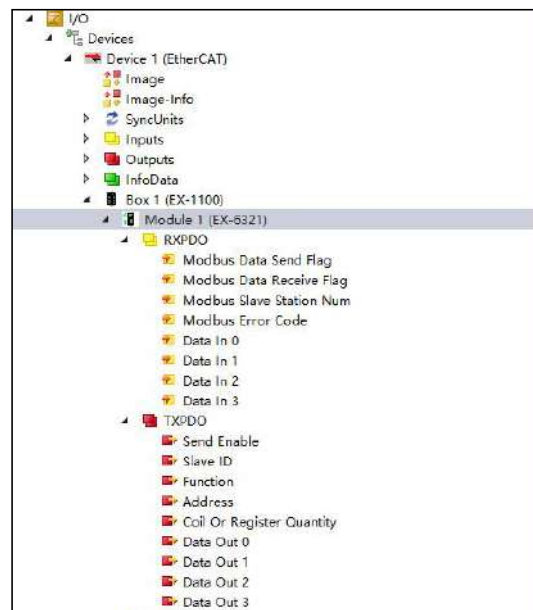 I/O
Devices
Device 1 (EtherCAT)
Image
Image-Info
SyncUnits
Inputs
Outputs
InfoData
Box 1 (EX-1100)
Module 1 (EX-6321)
RXPDO
Modbus Data Send Flag
Modbus Data Receive Flag
Modbus Slave Station Num
Modbus Error Code
Data In 0
Data In 1
Data In 2
Data In 3
TXPDO
Send Enable
Slave ID
Function
Address
Coil Or Register Quantity
Data Out 0
Data Out 1
Data Out 2
Data Out 3